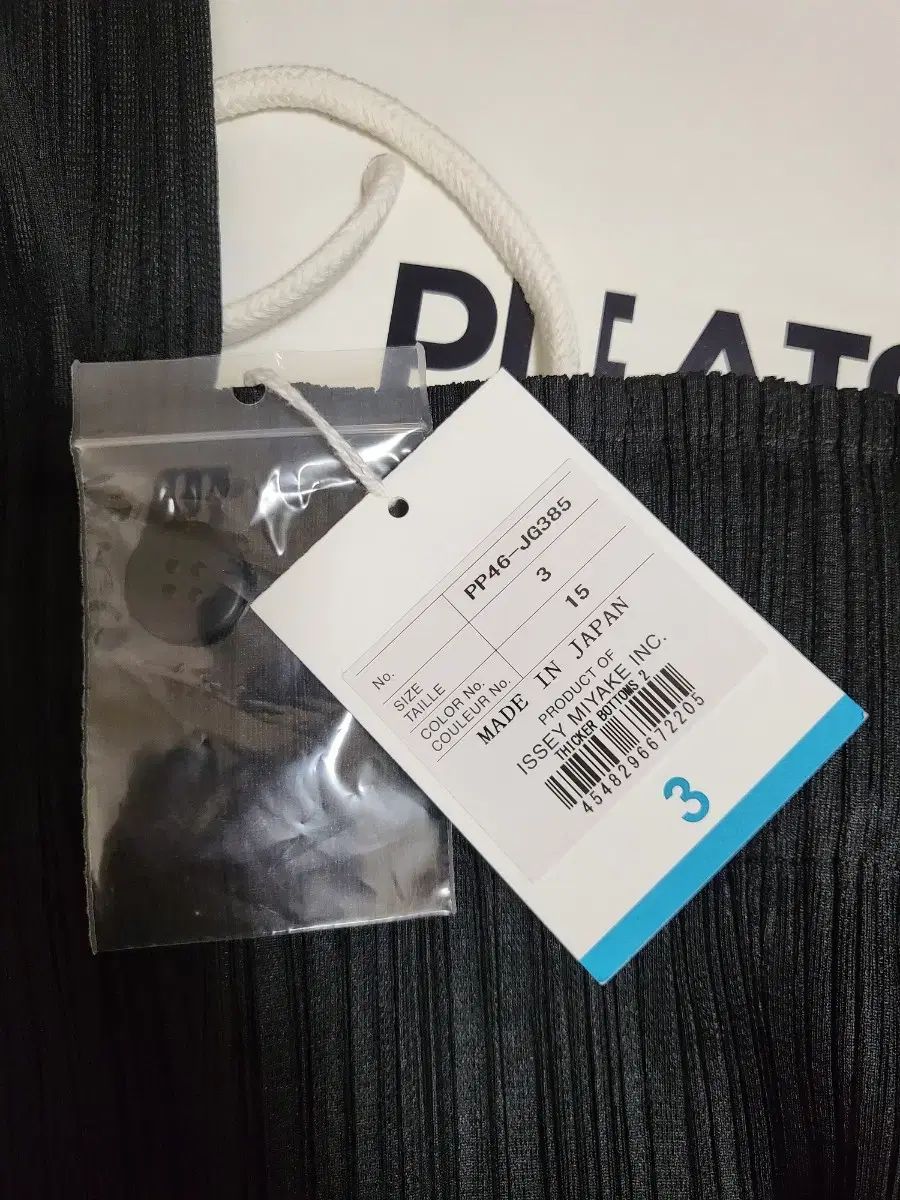 PLEATS
No. PP46-JG385
SIZE
TAILLE 3
COLOR No.
COULEUR No. 15
MADE IN JAPAN
PRODUCT OF
ISSEY MIYAKE INC.
THICKER BOTTOMS 2
4548296672205
3